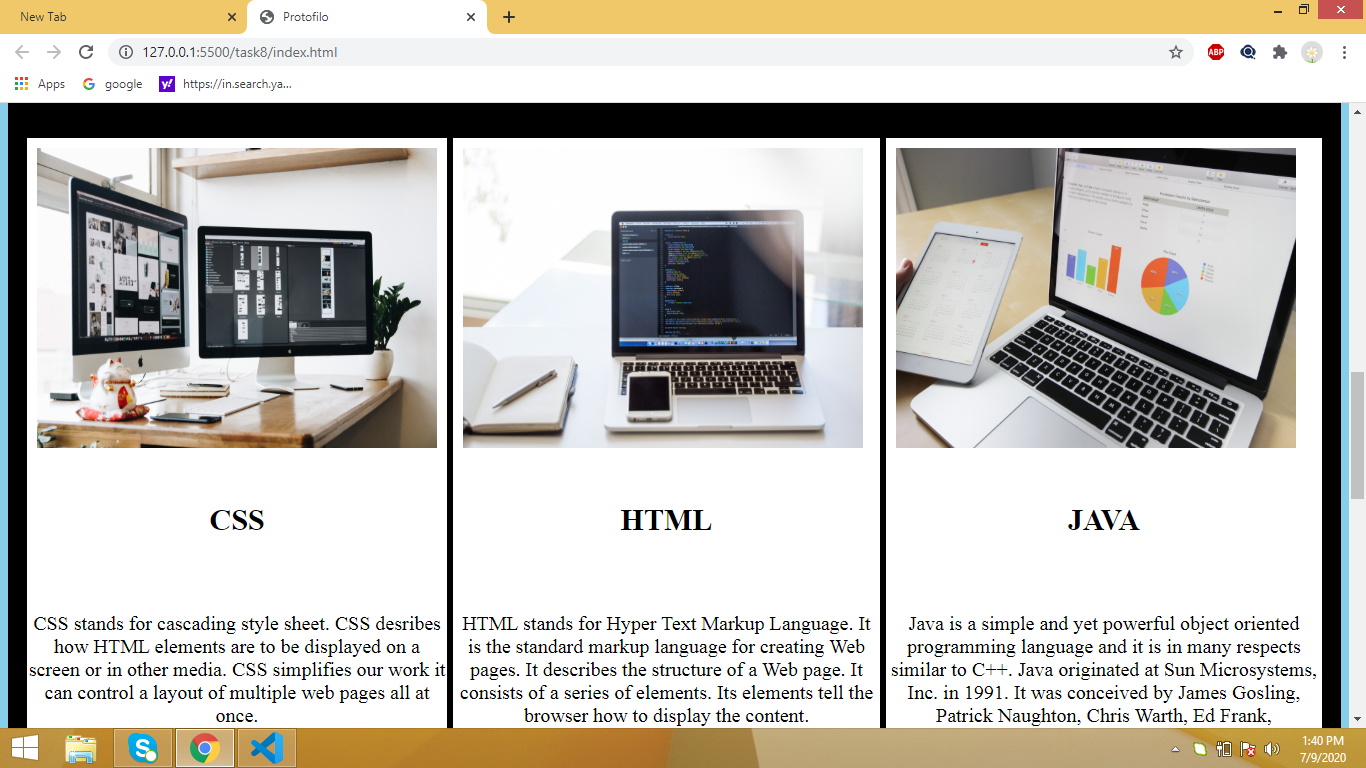 New Tab
Protofilo
127.0.0.1:5500/task8/index.html
ABP
Apps
google
https://in.search.ya...
CSS
HTML
JAVA
CSS stands for cascading style sheet. CSS desribes
how HTML elements are to be displayed on a
screen or in other media. CSS simplifies our work it
can control a layout of multiple web pages all at
once.
HTML stands for Hyper Text Markup Language. It
is the standard markup language for creating Web
pages. It describes the structure of a Web page. It
consists of a series of elements. Its elements tell the
browser how to display the content.
Java is a simple and yet powerful object oriented
programming language and it is in many respects
similar to C++. Java originated at Sun Microsystems,
Inc. in 1991. It was conceived by James Gosling,
Patrick Naughton, Chris Warth, Ed Frank,
1:40 PM
7/9/2020